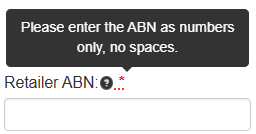 Please enter the ABN as numbers
only, no spaces.
Retailer ABN:? *